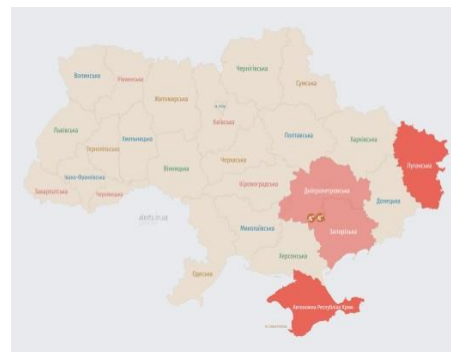 Чернігівська
Волинська
Рівненська
Сумська
Житомирська
Київська
Львівська
Полтавська
Харківська
Хмельницька
Тернопільська
Черкаська
Луганська
Вінницька
Івано-Франківська
Кіровоградська
Дніпропетровська
Закарпатська
Чернівецька
Донецька
alerts.in.ua
Миколаївська
Запорізька
Херсонська
Одеська
Автономна Республіка Крим